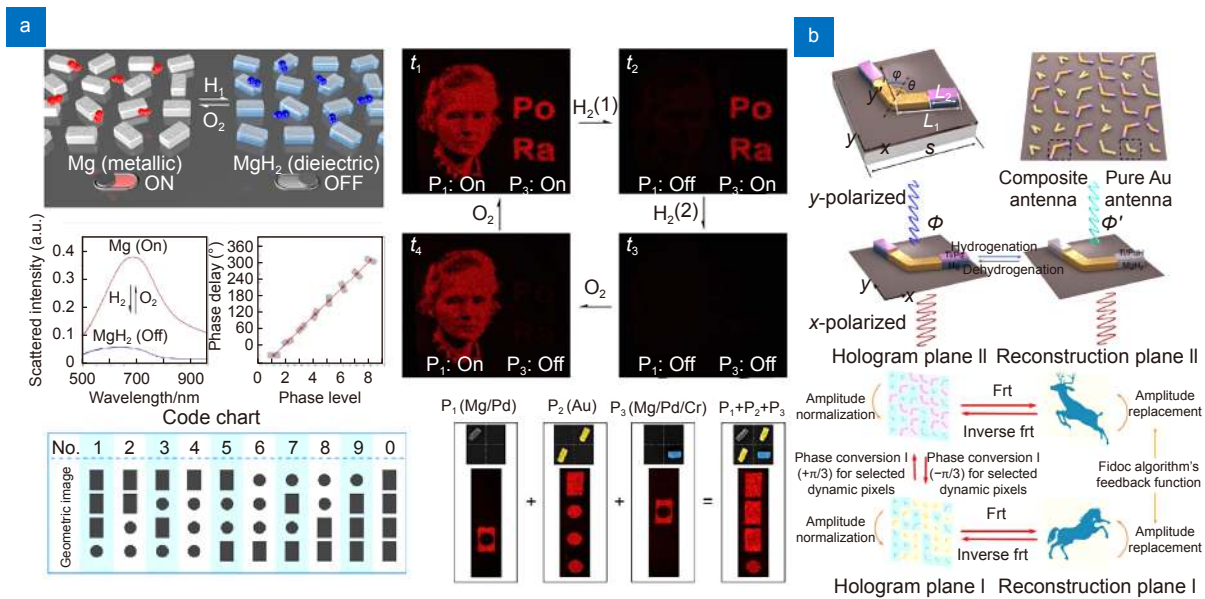 a
H₁
O₂
Mg (metallic)
ON
MgH₂ (dieiectric)
OFF
t₁
Po
Ra
P₁: On P₃: On
H₂(1)
t₂
Ra
P₁: Off P₃: On
O₂
H₂(2)
t₄
P₁: On P₃: Off
O₂
t₃
P₁: Off P₃: Off
Scattered intensity (a.u.)
0.4
0.3
0.2
0.1
0
Mg (On)
H₂ O₂
MgH₂ (Off)
500 700 900
Wavelength/nm
Phase delay (°)
360
300
240
180
120
60
0
0 2 4 6 8
Phase level
Code chart
No. 1 2 3 4 5 6 7 8 9 0
Geometric image
P₁ (Mg/Pd)
P₂ (Au)
P₃ (Mg/Pd/Cr)
P₁+P₂+P₃
+ + =
b
φ
y′
θ
L₂
L₁
y
x
s
Composite
antenna
Pure Au
antenna
y-polarized
Φ
Φ′
Hydrogenation
Dehydrogenation
y
x
x-polarized
Hologram plane II
Reconstruction plane II
Amplitude
normalization
Frt
Inverse frt
Amplitude
replacement
Phase conversion I
(+π/3) for selected
dynamic pixels
Phase conversion I
(−π/3) for selected
dynamic pixels
Fidoc algorithm's
feedback function
Amplitude
normalization
Frt
Inverse frt
Amplitude
replacement
Hologram plane I
Reconstruction plane I